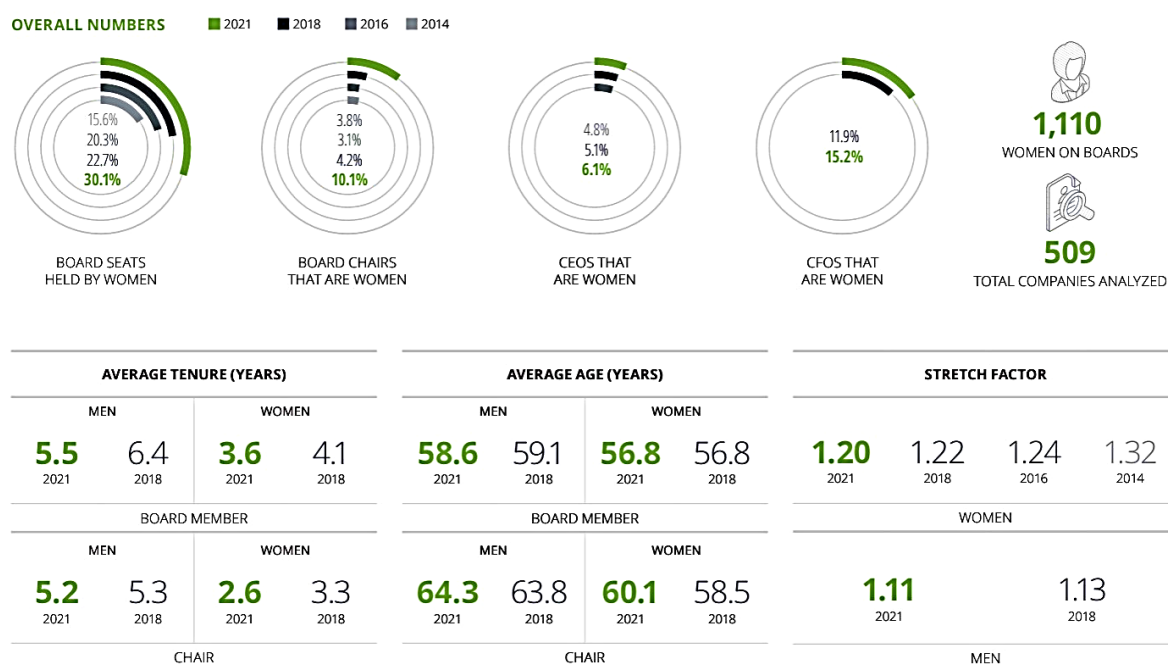 OVERALL NUMBERS
2021 2018 2016 2014
15.6%
20.3%
22.7%
30.1%
BOARD SEATS
HELD BY WOMEN
3.8%
3.1%
4.2%
10.1%
BOARD CHAIRS
THAT ARE WOMEN
4.8%
5.1%
6.1%
CEOS THAT
ARE WOMEN
11.9%
15.2%
CFOS THAT
ARE WOMEN
1,110
WOMEN ON BOARDS
509
TOTAL COMPANIES ANALYZED
AVERAGE TENURE (YEARS)
MEN WOMEN
5.5 6.4 3.6 4.1
2021 2018 2021 2018
BOARD MEMBER
MEN WOMEN
5.2 5.3 2.6 3.3
2021 2018 2021 2018
CHAIR
AVERAGE AGE (YEARS)
MEN WOMEN
58.6 59.1 56.8 56.8
2021 2018 2021 2018
BOARD MEMBER
MEN WOMEN
64.3 63.8 60.1 58.5
2021 2018 2021 2018
CHAIR
STRETCH FACTOR
1.20 1.22 1.24 1.32
2021 2018 2016 2014
WOMEN
1.11 1.13
2021 2018
MEN